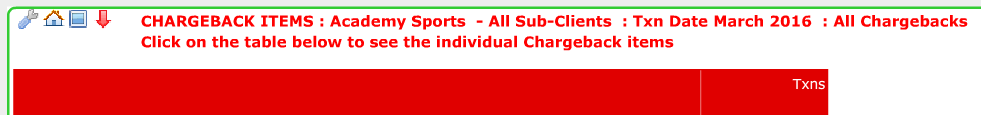 CHARGEBACK ITEMS : Academy Sports  - All Sub-Clients  : Txn Date March 2016  : All Chargebacks
Click on the table below to see the individual Chargeback items
Txns